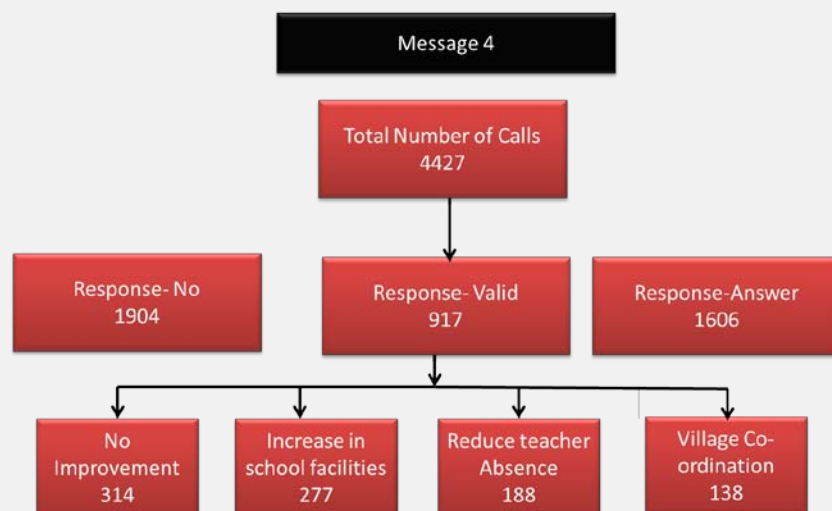 Message 4
Total Number of Calls
4427
Response- No
1904
Response- Valid
917
Response-Answer
1606
No
Improvement
314
Increase in
school facilities
277
Reduce teacher
Absence
188
Village Co-
ordination
138